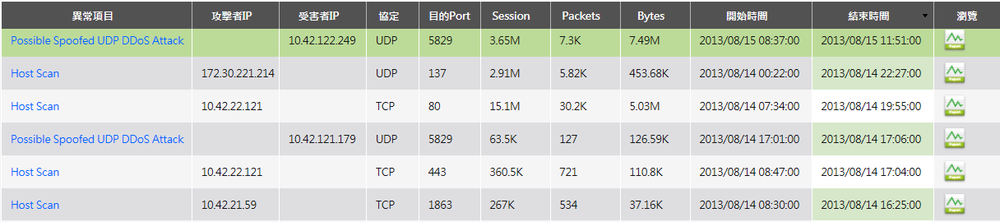 異常項目 攻擊者IP 受害者IP 協定 目的Port Session Packets Bytes 開始時間 結束時間 瀏覽
Possible Spoofed UDP DDoS Attack 10.42.122.249 UDP 5829 3.65M 7.3K 7.49M 2013/08/15 08:37:00 2013/08/15 11:51:00 Report
Host Scan 172.30.221.214 UDP 137 2.91M 5.82K 453.68K 2013/08/14 00:22:00 2013/08/14 22:27:00 Report
Host Scan 10.42.22.121 TCP 80 15.1M 30.2K 5.03M 2013/08/14 07:34:00 2013/08/14 19:55:00 Report
Possible Spoofed UDP DDoS Attack 10.42.121.179 UDP 5829 63.5K 127 126.59K 2013/08/14 17:01:00 2013/08/14 17:06:00 Report
Host Scan 10.42.22.121 TCP 443 360.5K 721 110.8K 2013/08/14 08:47:00 2013/08/14 17:04:00 Report
Host Scan 10.42.21.59 TCP 1863 267K 534 37.16K 2013/08/14 08:30:00 2013/08/14 16:25:00 Report